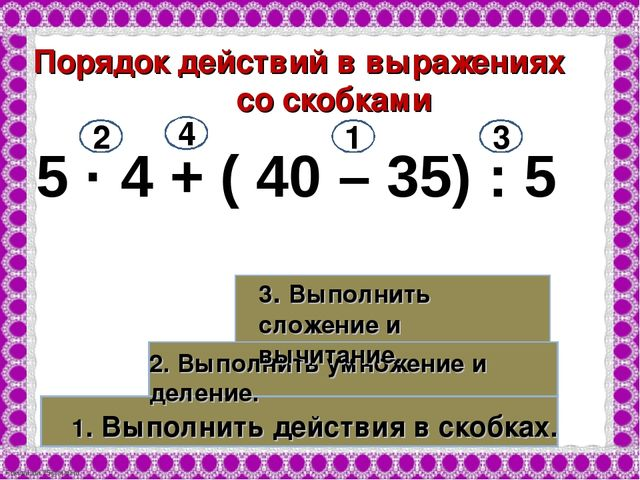 Порядок действий в выражениях
со скобками
2 4 1 3
5 · 4 + ( 40 – 35) : 5
3. Выполнить
сложение и
вычитание.
2. Выполнить умножение и
деление.
1. Выполнить действия в скобках.